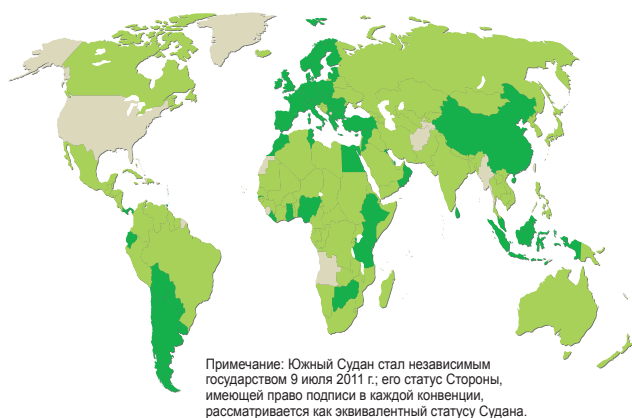 Примечание: Южный Судан стал независимым
государством 9 июля 2011 г.; его статус Стороны,
имеющей право подписи в каждой конвенции,
рассматривается как эквивалентный статусу Судана.